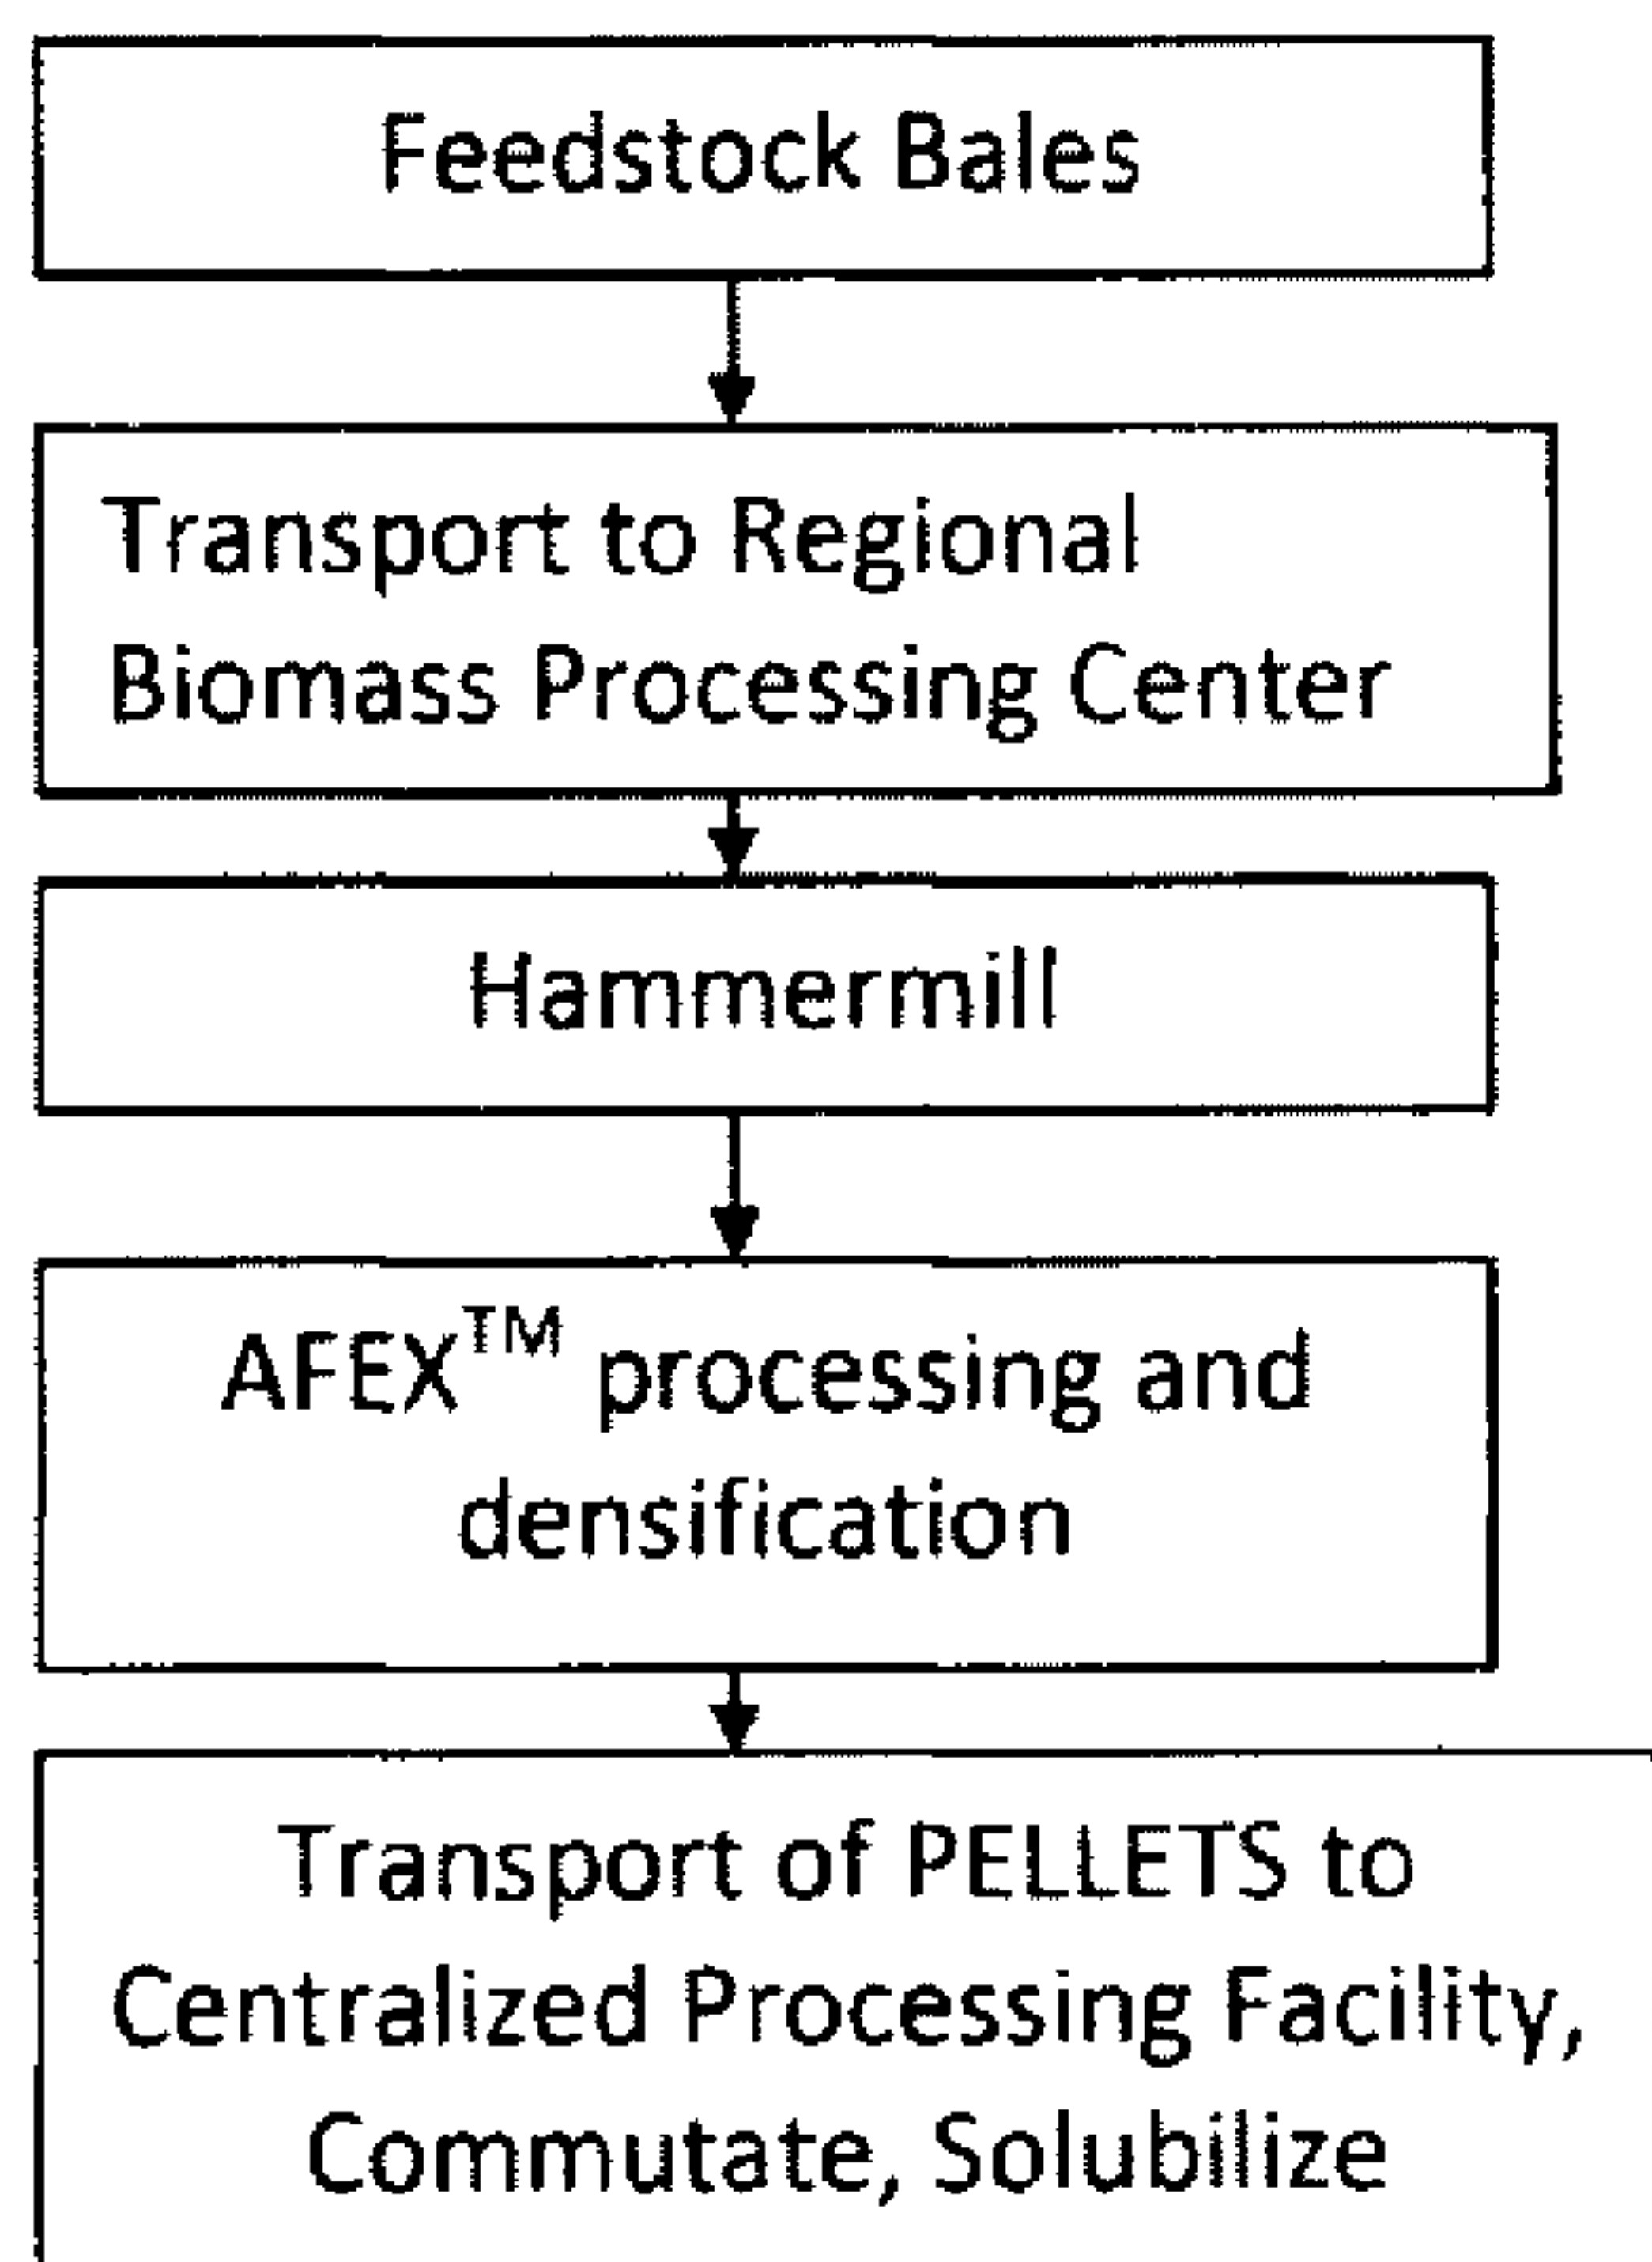 Feedstock Bales
Transport to Regional
Biomass Processing Center
Hammermill
AFEX™ processing and
densification
Transport of PELLETS to
Centralized Processing Facility,
Commutate, Solubilize